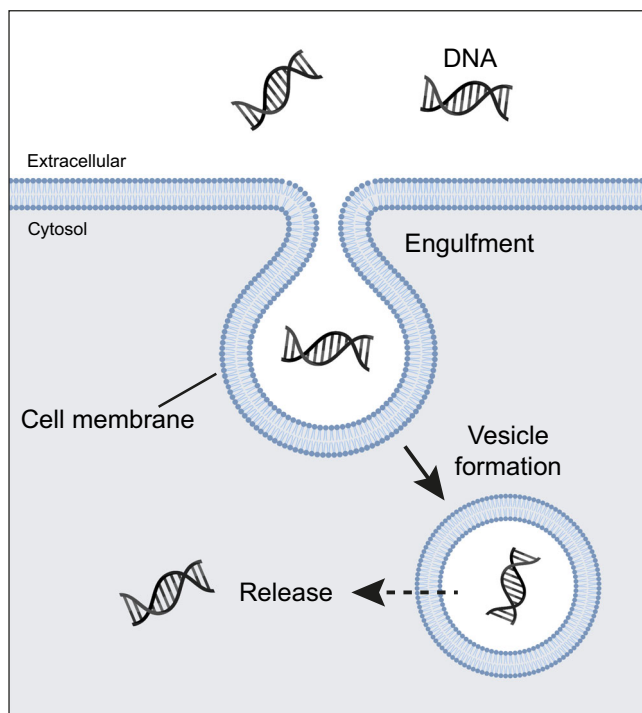 DNA
Extracellular
Cytosol
Engulfment
Cell membrane
Vesicle
formation
Release